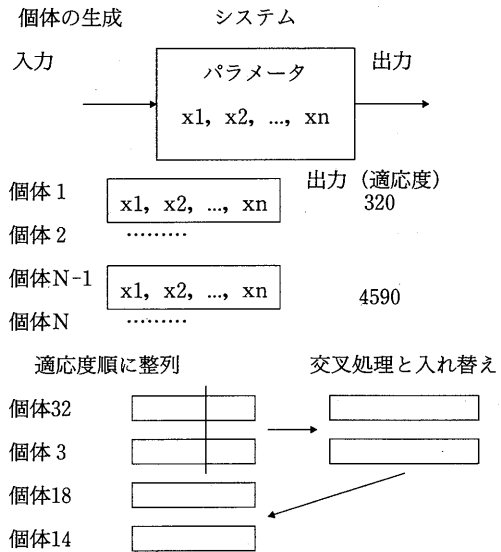 個体の生成
システム
入力
パラメータ
出力
x1, x2, ..., xn
出力 (適応度)
個体1
x1, x2, ..., xn
320
個体2
………
個体N-1
x1, x2, ..., xn
4590
個体N
………
適応度順に整列
交叉処理と入れ替え
個体32
個体3
個体18
個体14